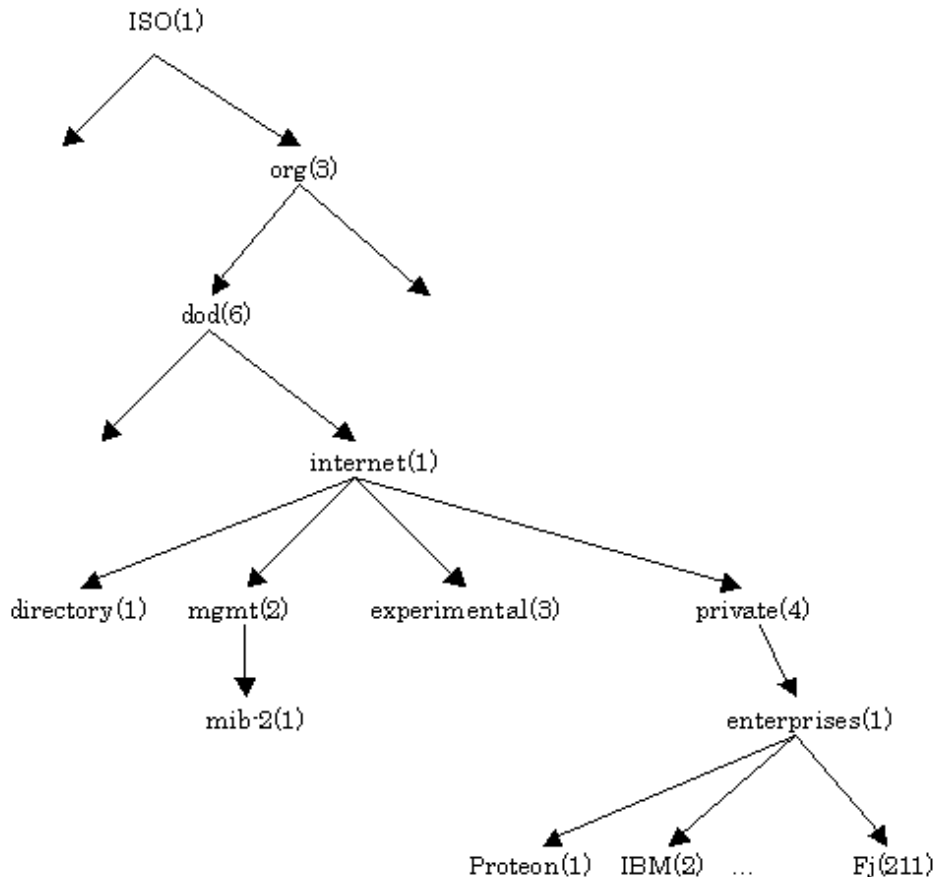 ISO(1)
org(3)
dod(6)
internet(1)
directory(1) mgmt(2) experimental(3) private(4)
mib-2(1) enterprises(1)
Proteon(1) IBM(2) ... Fj(211)